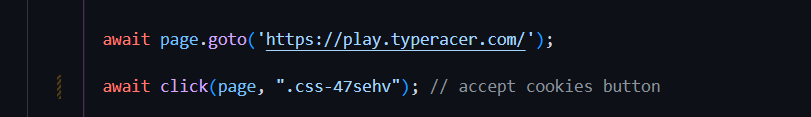 await page.goto('https://play.typeracer.com/');
await click(page, ".css-47sehv"); // accept cookies button